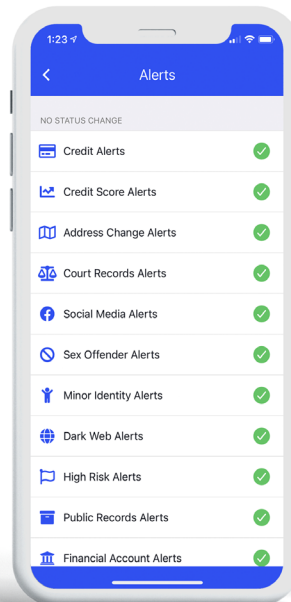 1:23
Alerts
NO STATUS CHANGE
Credit Alerts
Credit Score Alerts
Address Change Alerts
Court Records Alerts
Social Media Alerts
Sex Offender Alerts
Minor Identity Alerts
Dark Web Alerts
High Risk Alerts
Public Records Alerts
Financial Account Alerts